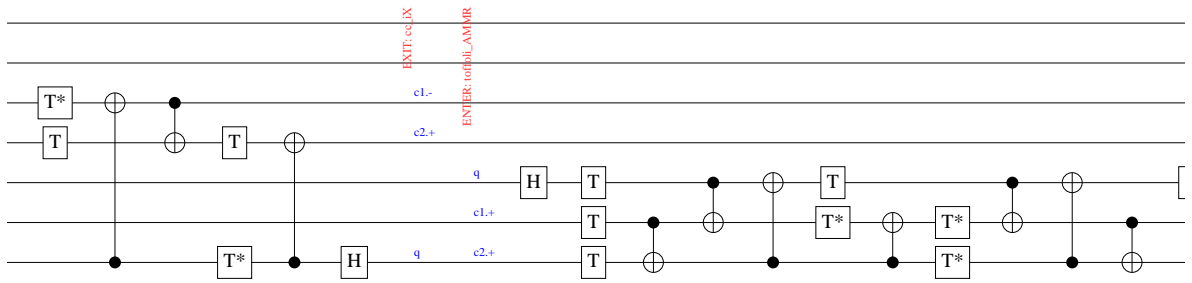 EXIT: cc_iX
ENTER: toffoli_AMMR
T* c1.-
T T c2.+
q H T T
c1.+ T T* T*
T* H q c2.+ T T*